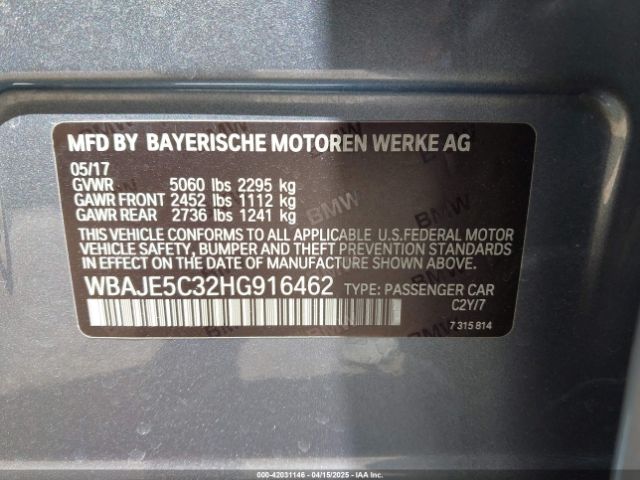 MFD BY BAYERISCHE MOTOREN WERKE AG
05/17
GVWR 5060 lbs 2295 kg
GAWR FRONT 2452 lbs 1112 kg
GAWR REAR 2736 lbs 1241 kg
THIS VEHICLE CONFORMS TO ALL APPLICABLE U.S.FEDERAL MOTOR
VEHICLE SAFETY, BUMPER AND THEFT PREVENTION STANDARDS
IN EFFECT ON THE DATE OF MANUFACTURE SHOWN ABOVE.
WBAJE5C32HG916462 TYPE: PASSENGER CAR
C2Y/7
7 315 814
000-42031146 - 04/15/2025 - IAAI.COM